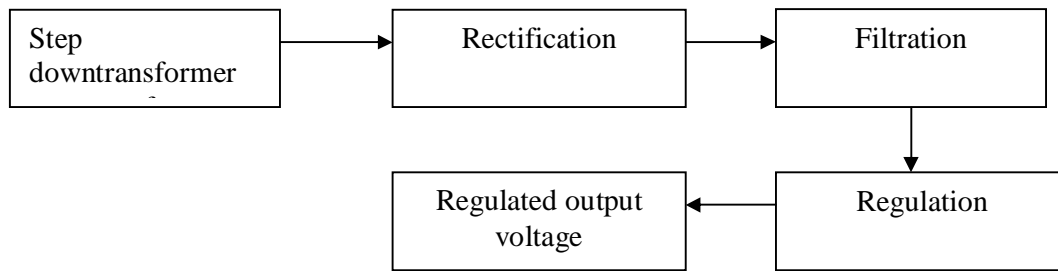 Step
downtransformer
Rectification
Filtration
Regulated output
voltage
Regulation